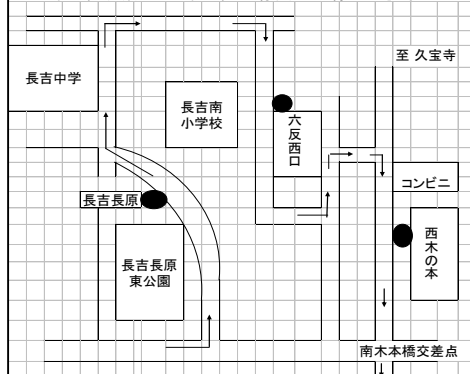 至 久宝寺
長吉中学
長吉南
小学校
六反西口
コンビニ
長吉長原
西木の本
長吉長原
東公園
南木本橋交差点